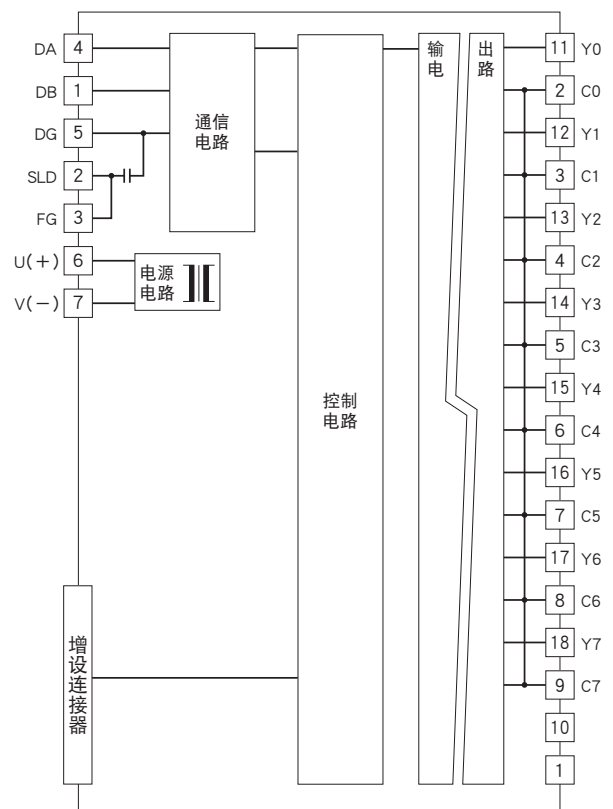 DA 4
DB 1
DG 5
SLD 2
FG 3
U(+) 6
V(−) 7
通信
电路
电源
电路
控制
电路
输 出
电 路
增设连接器
11 Y0
2 C0
12 Y1
3 C1
13 Y2
4 C2
14 Y3
5 C3
15 Y4
6 C4
16 Y5
7 C5
17 Y6
8 C6
18 Y7
9 C7
10
1